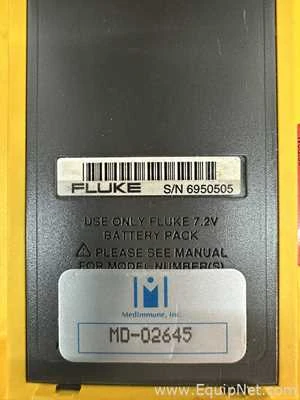 FLUKE S/N 6950505
USE ONLY FLUKE 7.2V
BATTERY PACK
⚠ PLEASE SEE MANUAL
FOR MODEL NUMBER(S)
MedImmune, Inc.
MD-02645
www.EquipNet.com